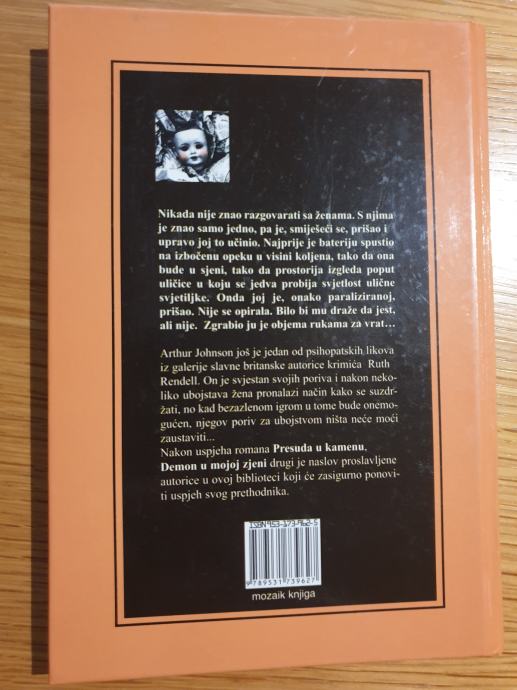 Nikada nije znao razgovarati sa ženama. S njima
je znao samo jedno, pa je, smiješeći se, prišao i
upravo joj to učinio. Najprije je bateriju spustio
na izbočenu opeku u visini koljena, tako da ona
bude u sjeni, tako da prostorija izgleda poput
uličice u koju se jedva probija svjetlost ulične
svjetiljke. Onda joj je, onako paraliziranoj,
prišao. Nije se opirala. Bilo bi mu draže da jest,
ali nije. Zgrabio ju je objema rukama za vrat…
Arthur Johnson još je jedan od psihopatskih likova
iz galerije slavne britanske autorice krimića Ruth
Rendell. On je svjestan svojih poriva i nakon neko-
liko ubojstava žena pronalazi način kako se suzdr-
žati, no kad bezazlenom igrom u tome bude onemo-
gućen, njegov poriv za ubojstvom ništa neće moći
zaustaviti...
Nakon uspjeha romana Presuda u kamenu,
Demon u mojoj zjeni drugi je naslov proslavljene
autorice u ovoj biblioteci koji će zasigurno ponovi-
ti uspjeh svog prethodnika.
ISBN 953-173-962-5
9 789531 739627
mozaik knjiga